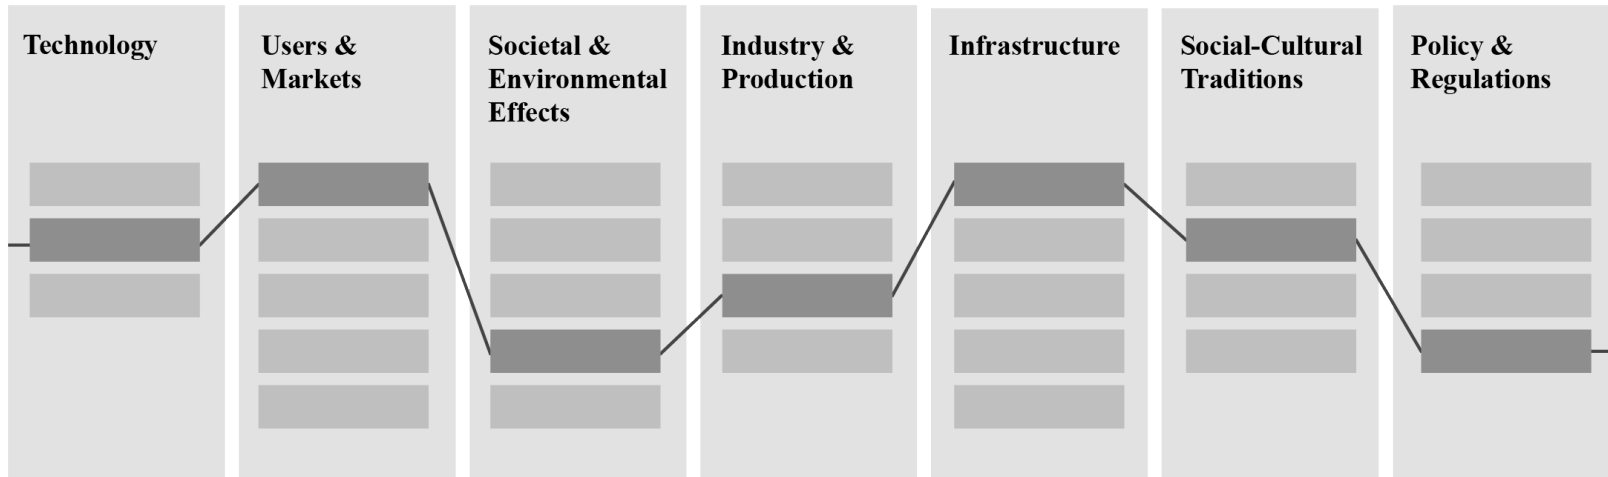 Technology
Users &
Markets
Societal &
Environmental
Effects
Industry &
Production
Infrastructure
Social-Cultural
Traditions
Policy &
Regulations